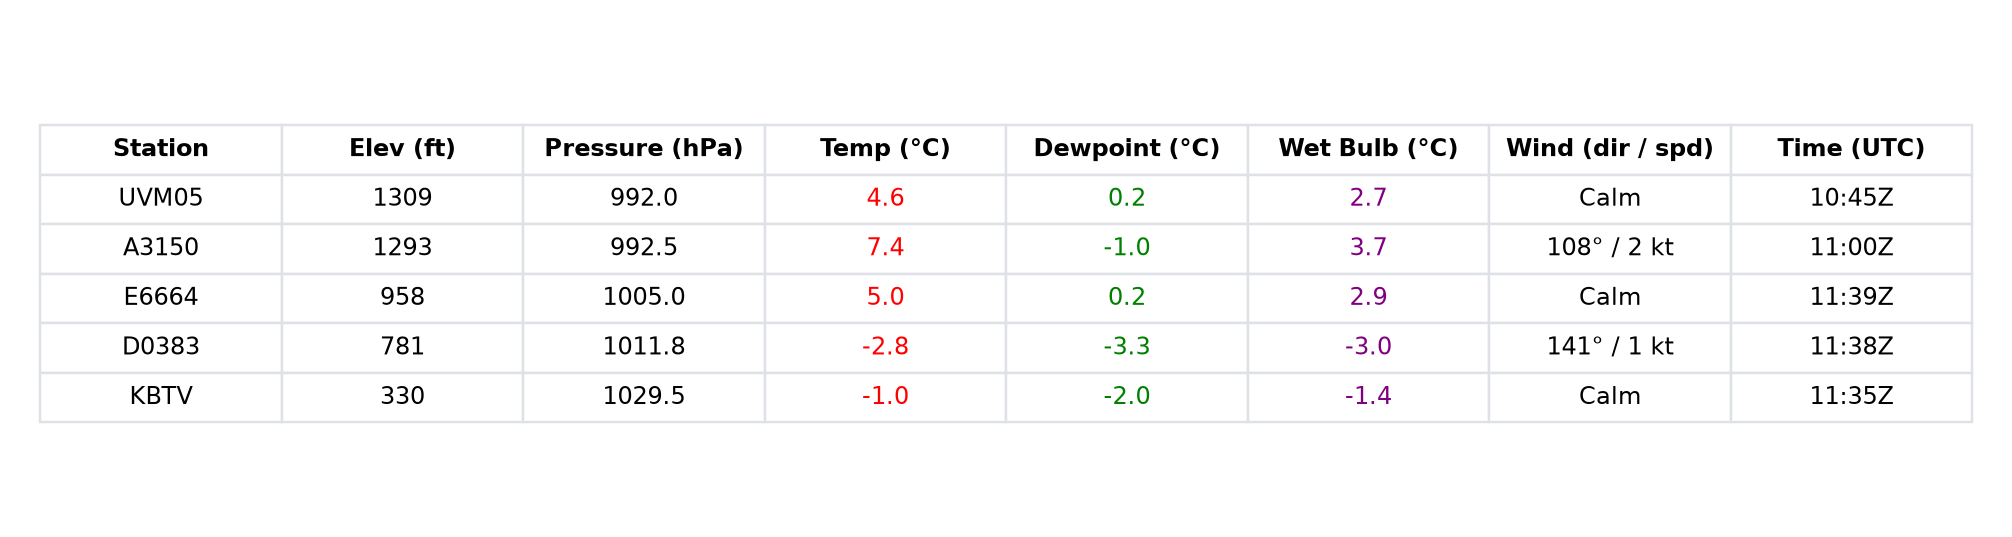 Station Elev (ft) Pressure (hPa) Temp (°C) Dewpoint (°C) Wet Bulb (°C) Wind (dir / spd) Time (UTC)
UVM05 1309 992.0 4.6 0.2 2.7 Calm 10:45Z
A3150 1293 992.5 7.4 -1.0 3.7 108° / 2 kt 11:00Z
E6664 958 1005.0 5.0 0.2 2.9 Calm 11:39Z
D0383 781 1011.8 -2.8 -3.3 -3.0 141° / 1 kt 11:38Z
KBTV 330 1029.5 -1.0 -2.0 -1.4 Calm 11:35Z